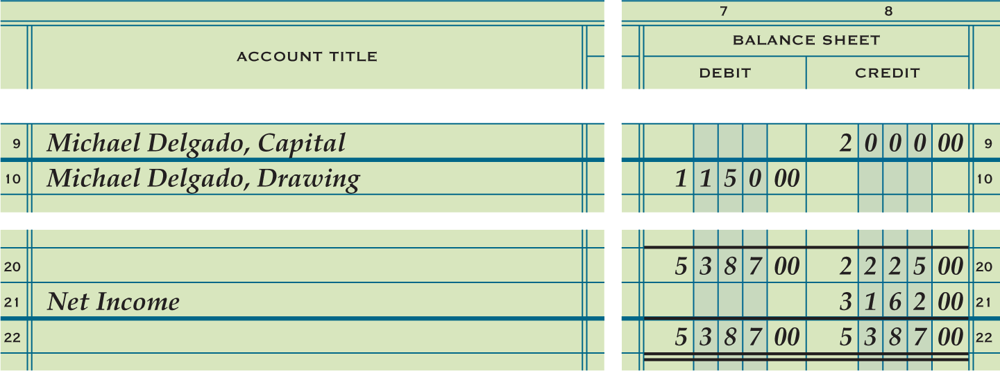 7 8
ACCOUNT TITLE
BALANCE SHEET
DEBIT CREDIT
9 Michael Delgado, Capital 2 0 0 0 00 9
10 Michael Delgado, Drawing 1 1 5 0 00 10
20 5 3 8 7 00 2 2 2 5 00 20
21 Net Income 3 1 6 2 00 21
22 5 3 8 7 00 5 3 8 7 00 22